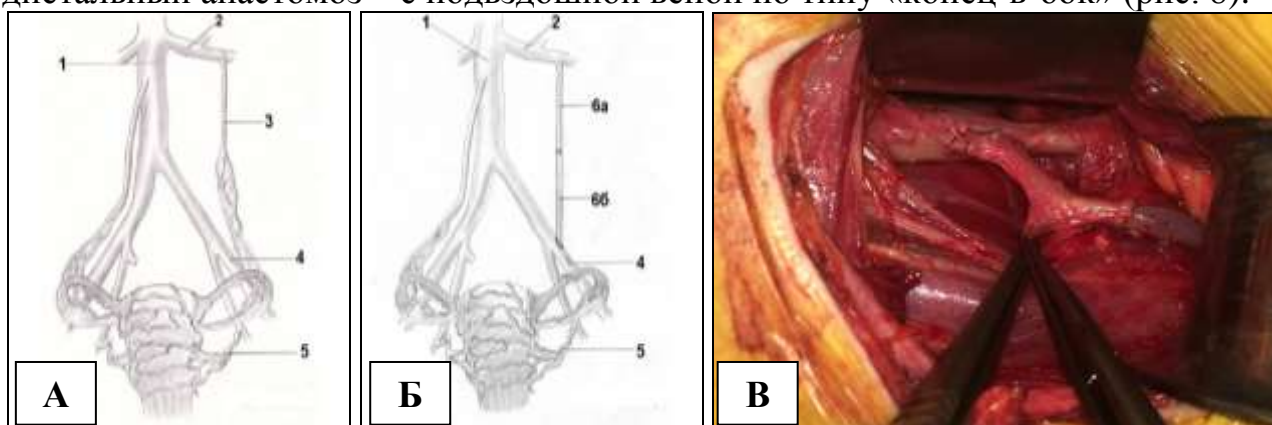 дистальный анастомоз – с подвздошной веной по типу «конец-в-бок» (рис.
2
1
3
4
5
А
1
2
6а
6б
4
5
Б
В